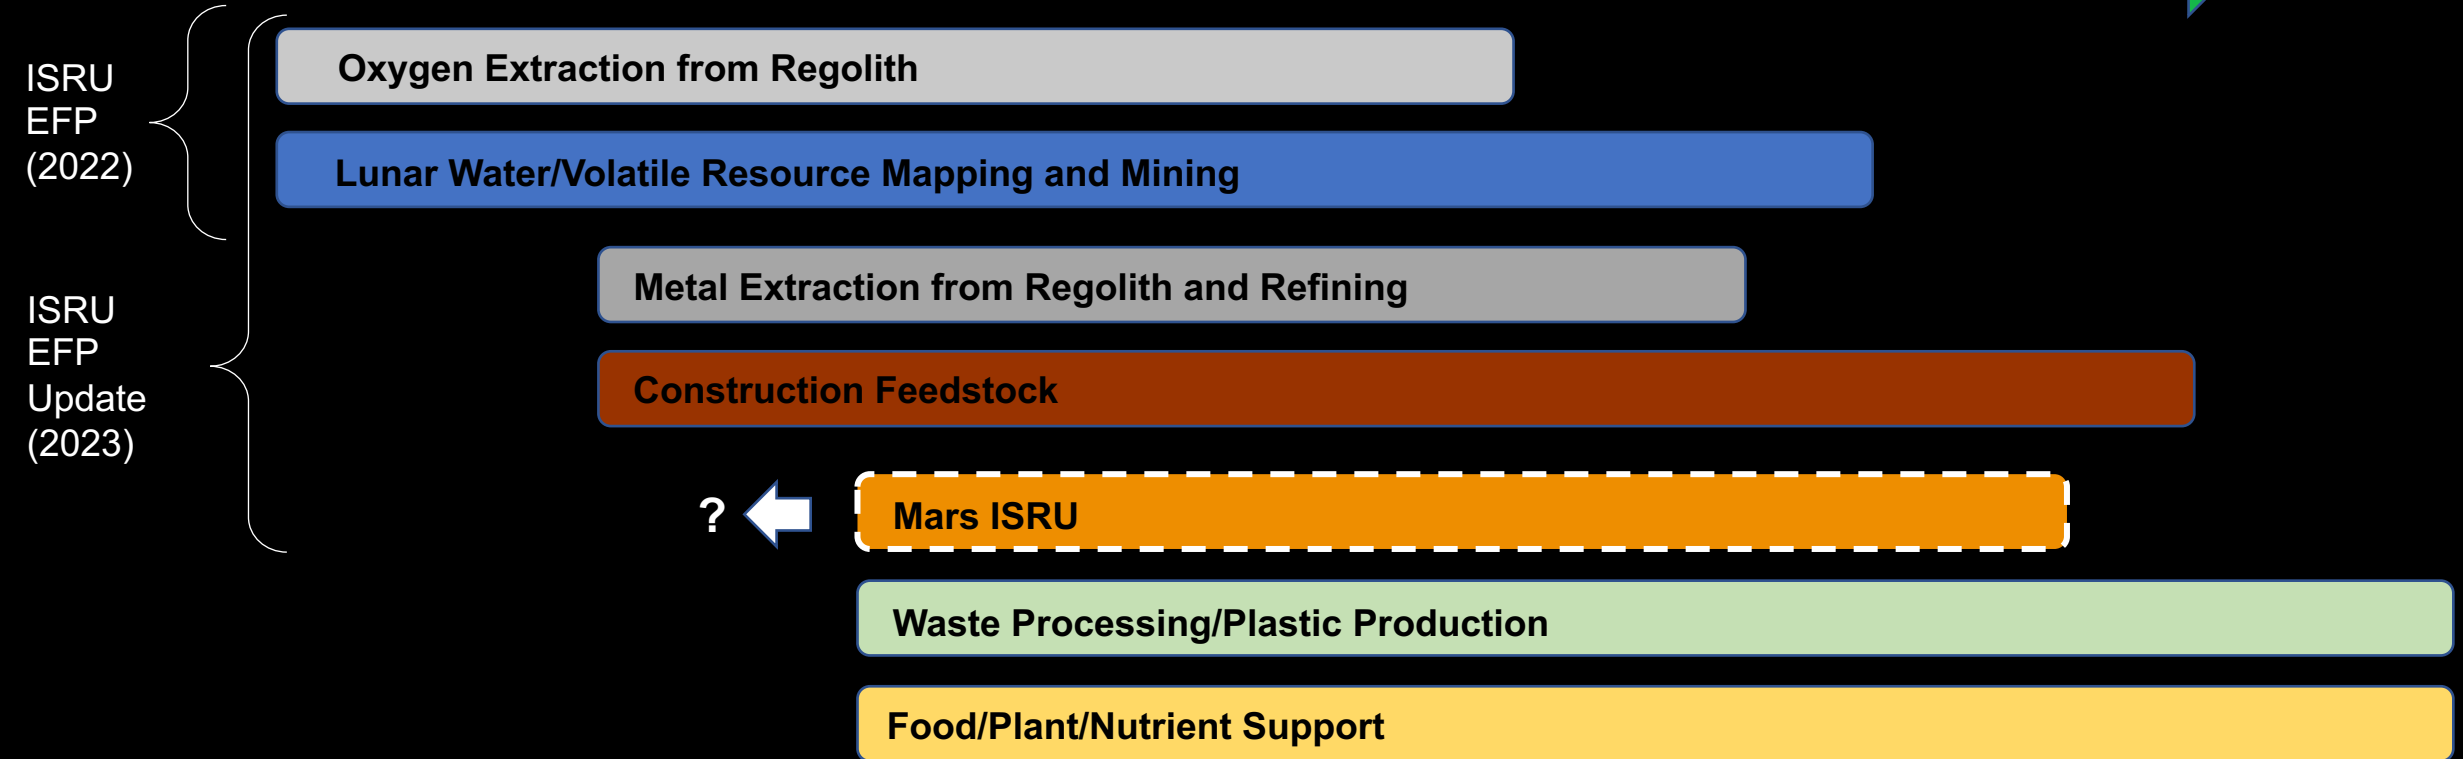 ISRU
EFP
(2022)
Oxygen Extraction from Regolith
Lunar Water/Volatile Resource Mapping and Mining
ISRU
EFP
Update
(2023)
Metal Extraction from Regolith and Refining
Construction Feedstock
?
Mars ISRU
Waste Processing/Plastic Production
Food/Plant/Nutrient Support